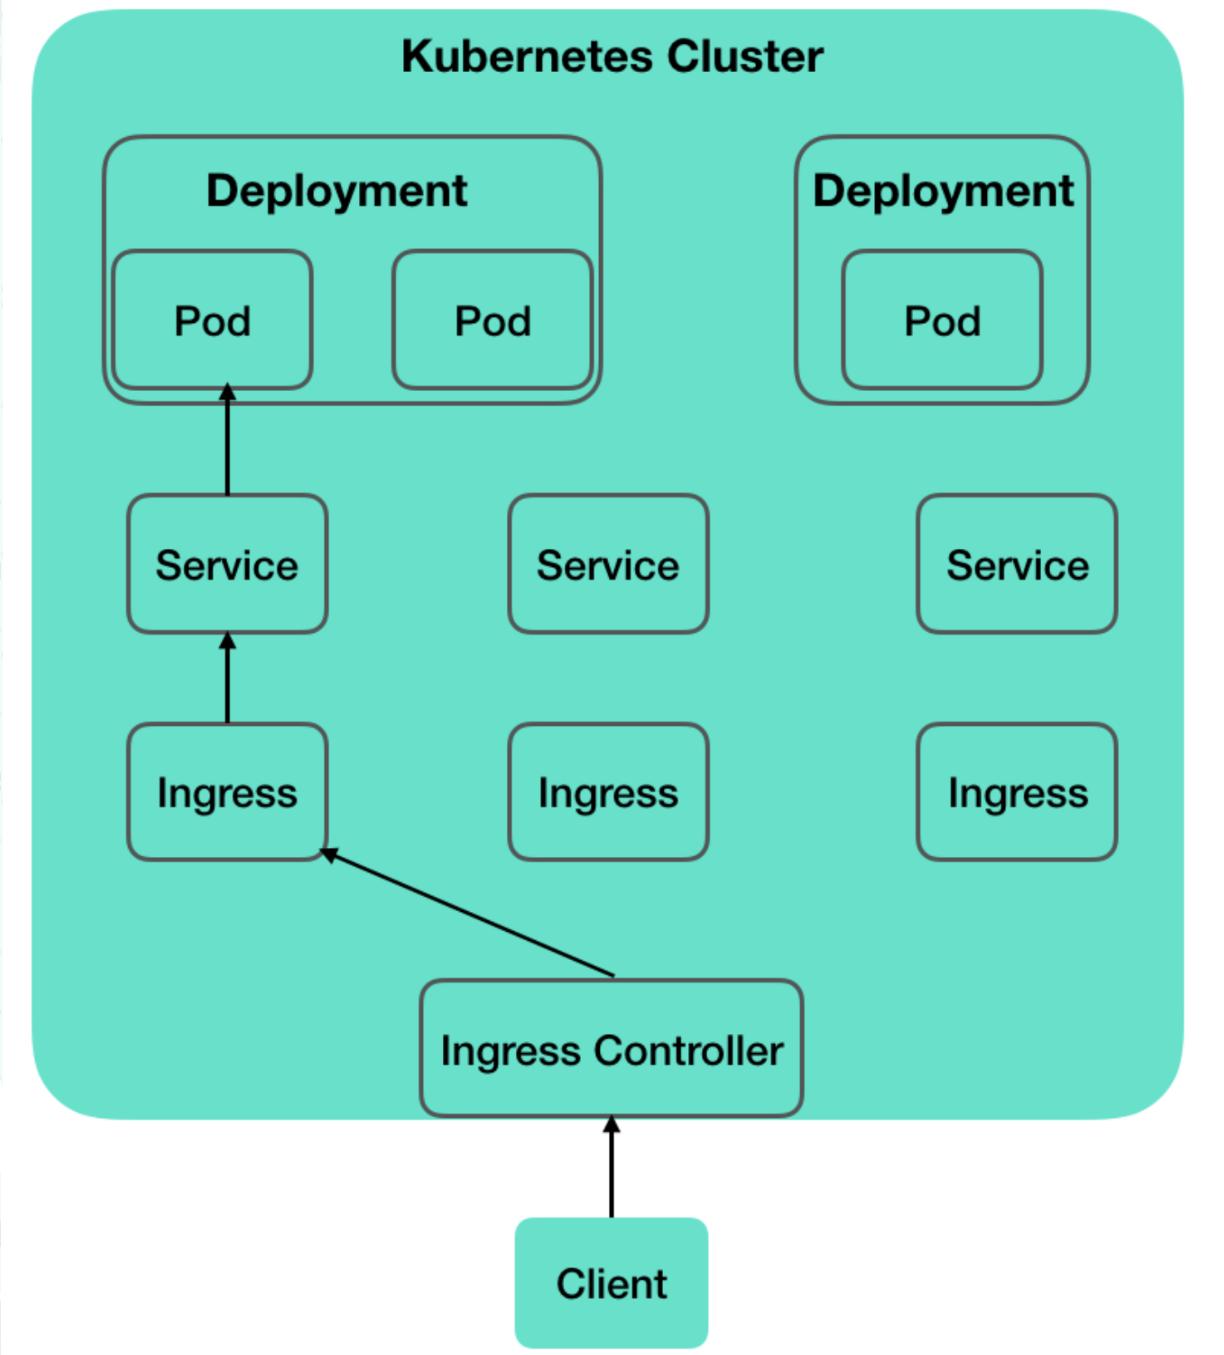 Kubernetes Cluster
Deployment
Deployment
Pod
Pod
Pod
Service
Service
Service
Ingress
Ingress
Ingress
Ingress Controller
Client